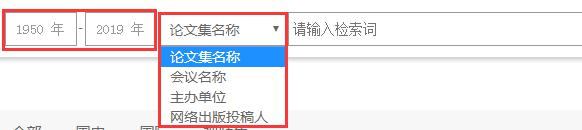 1950 年 - 2019 年 论文集名称 请输入检索词
论文集名称
会议名称
主办单位
网络出版投稿人